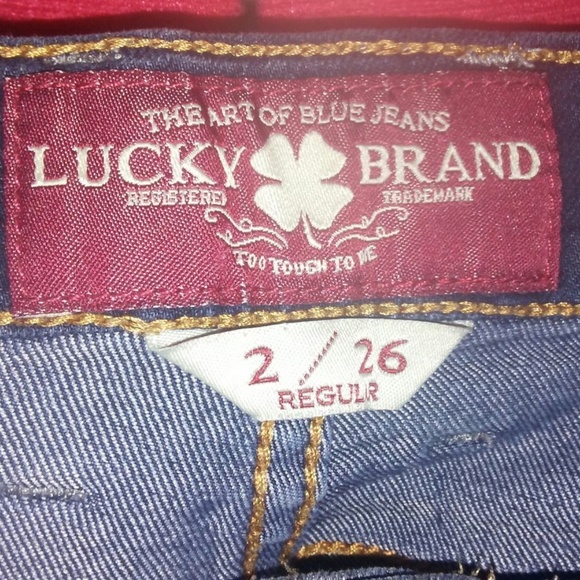 THE ART OF BLUE JEANS
LUCKY BRAND
REGISTERED TRADEMARK
TOO TOUGH TO DIE
2 / 26
REGULR